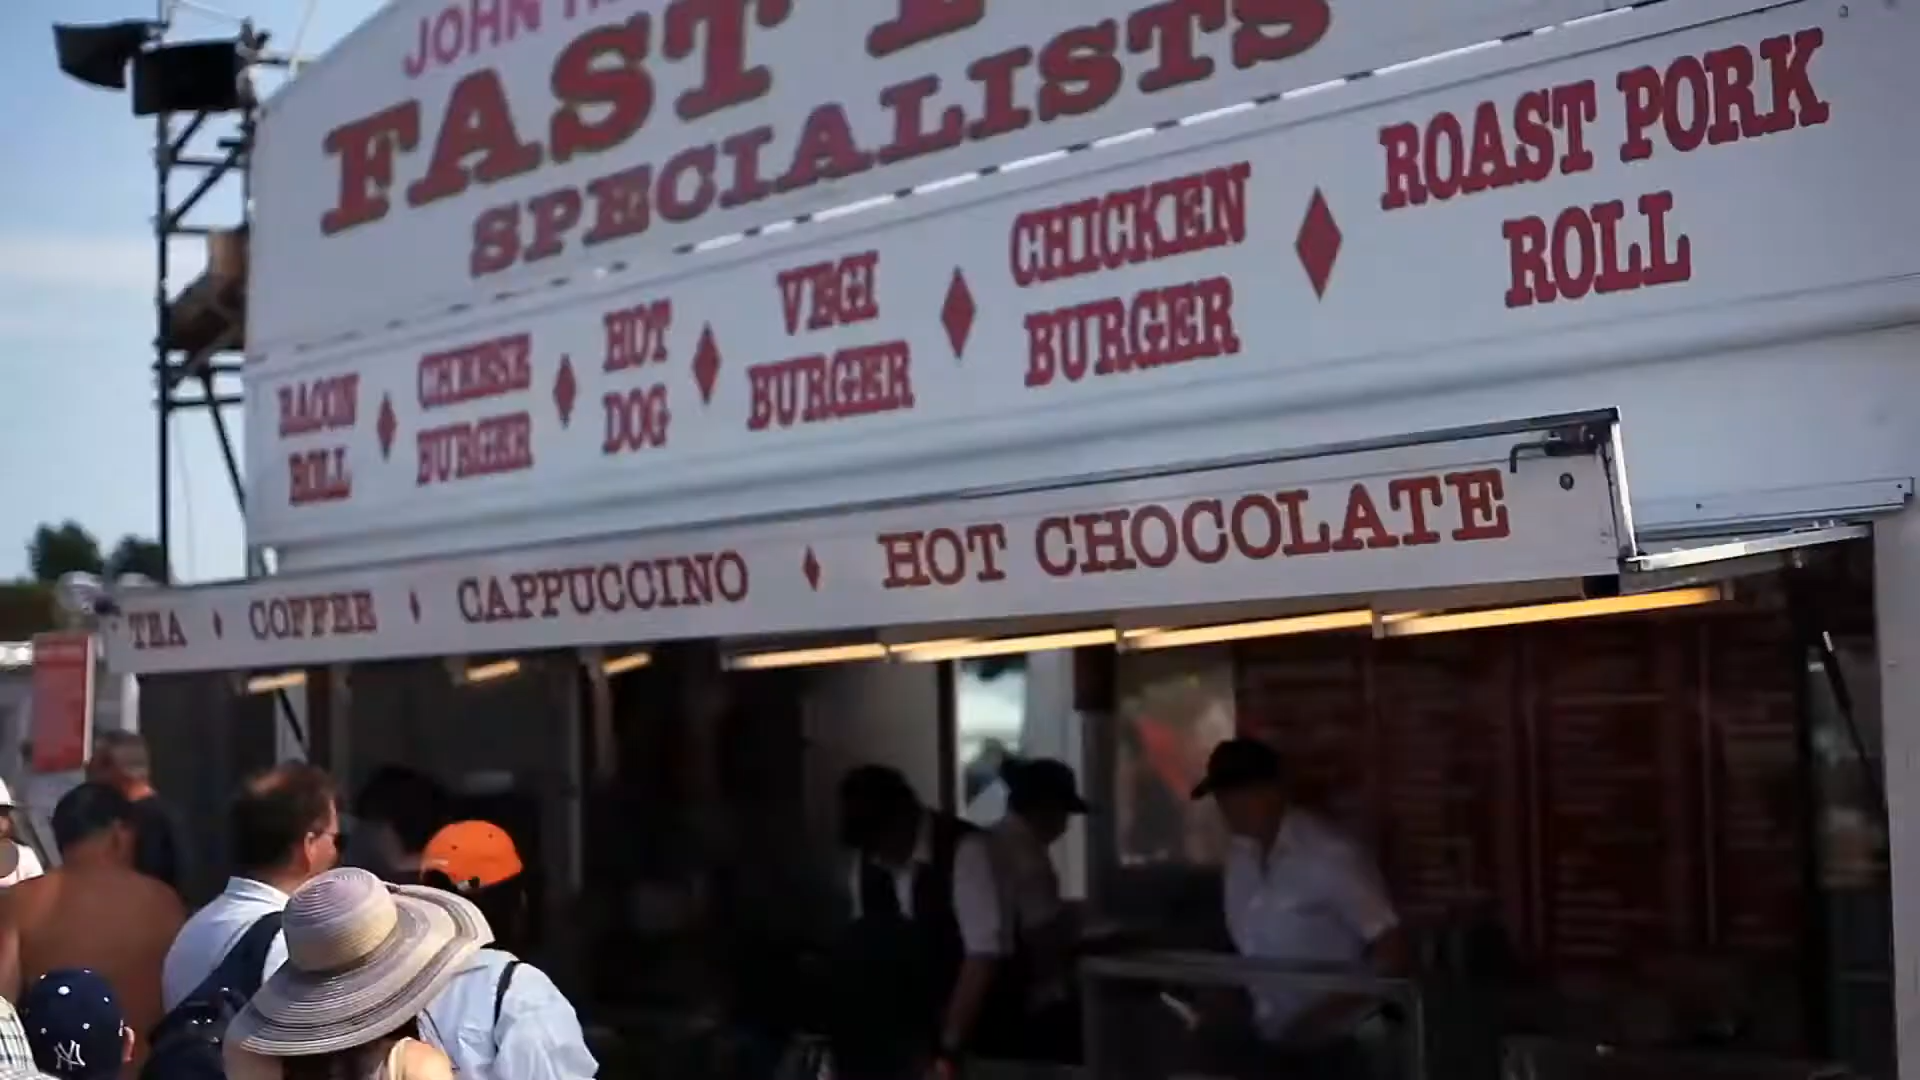 JOHN
FAST
SPECIALISTS
BACON ROLL ♦ CHEESE BURGER ♦ HOT DOG ♦ VEGI BURGER ♦ CHICKEN BURGER ♦ ROAST PORK ROLL
TEA ♦ COFFEE ♦ CAPPUCCINO ♦ HOT CHOCOLATE
NY